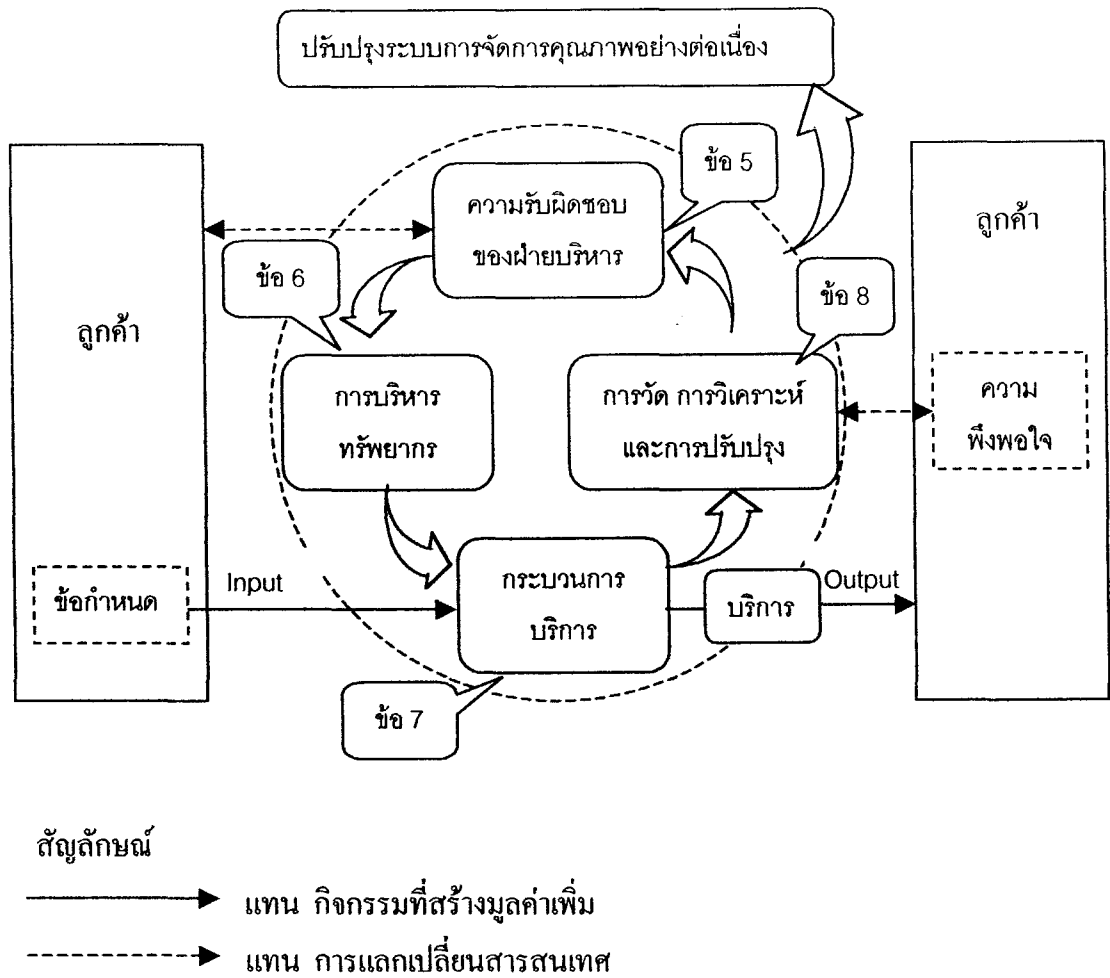 ปรับปรุงระบบการจัดการคุณภาพอย่างต่อเนื่อง
ข้อ 5
ความรับผิดชอบ
ของฝ่ายบริหาร
ลูกค้า
ข้อ 6
ข้อ 8
ลูกค้า
การบริหาร
ทรัพยากร
การวัด การวิเคราะห์
และการปรับปรุง
ความ
พึงพอใจ
ข้อกำหนด
Input
กระบวนการ
บริการ
บริการ
Output
ข้อ 7
สัญลักษณ์
แทน กิจกรรมที่สร้างมูลค่าเพิ่ม
แทน การแลกเปลี่ยนสารสนเทศ